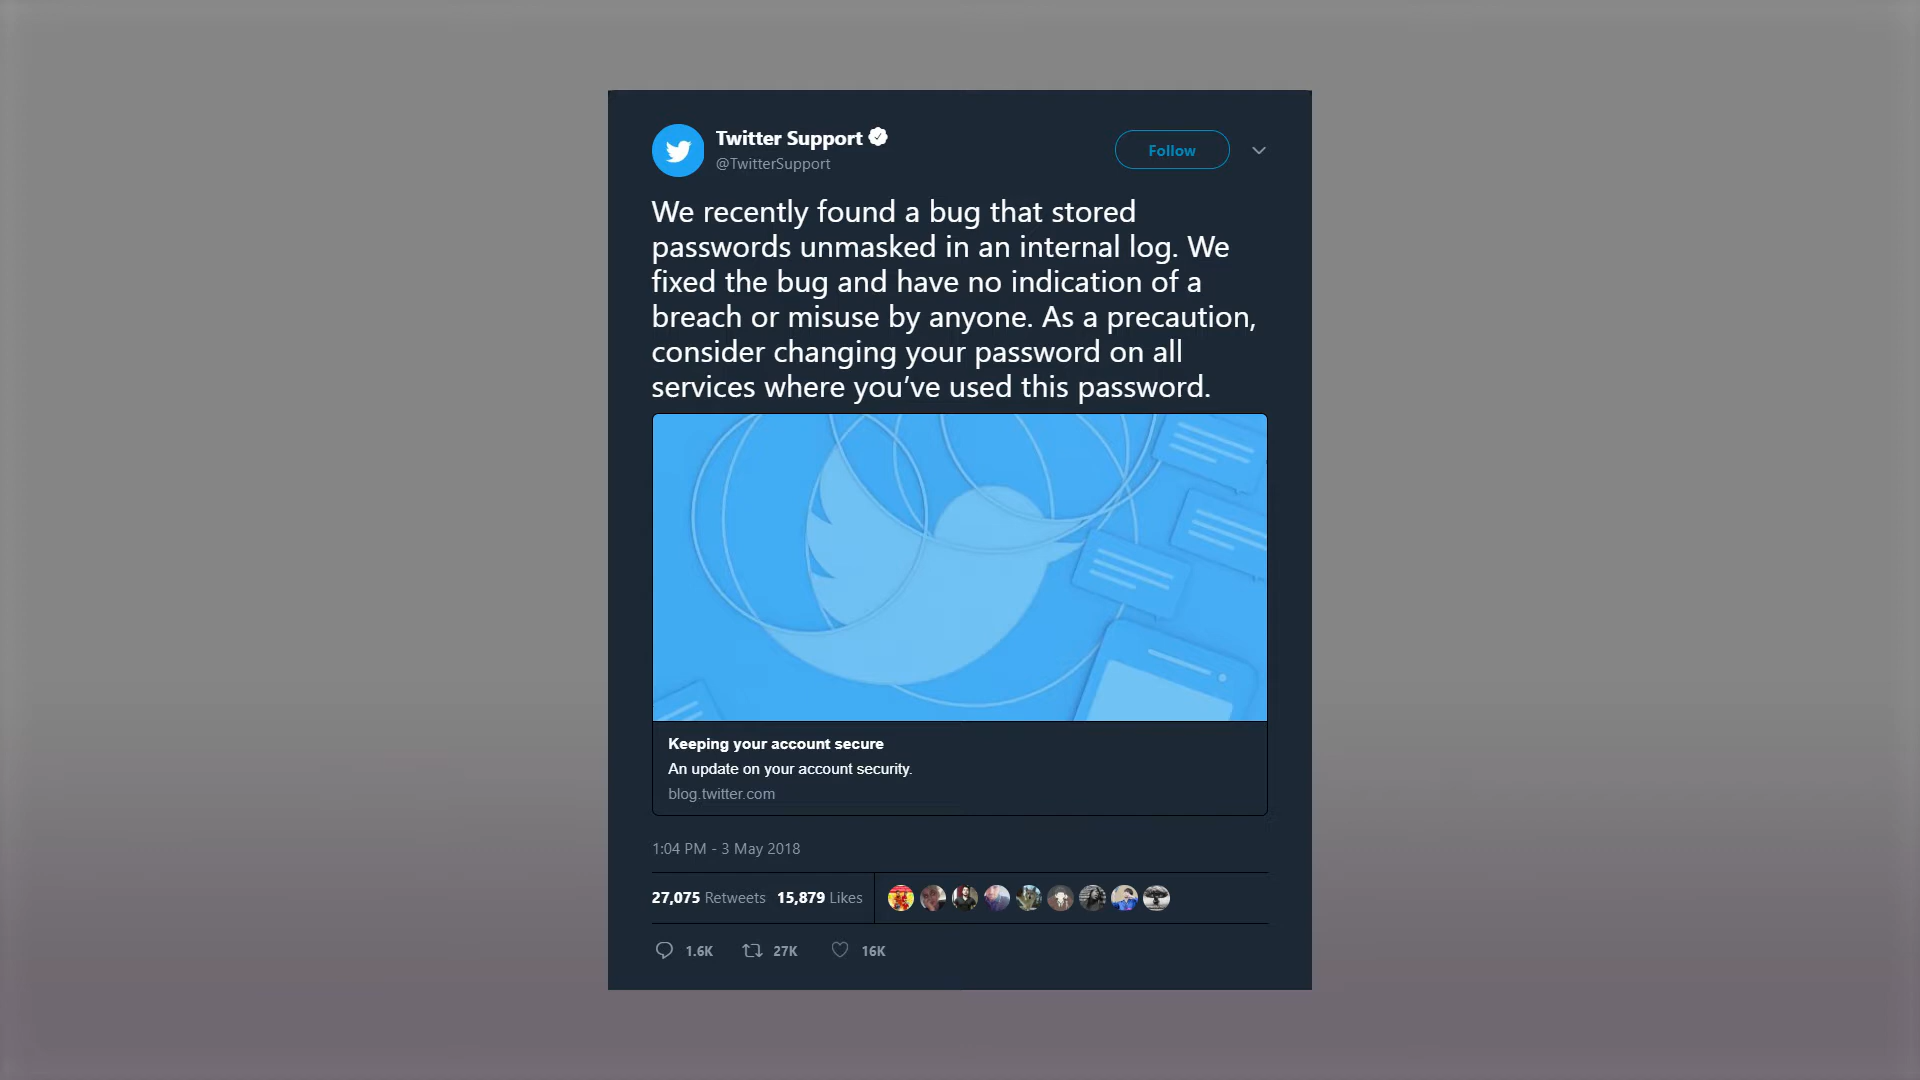 Twitter Support
@TwitterSupport
Follow
We recently found a bug that stored
passwords unmasked in an internal log. We
fixed the bug and have no indication of a
breach or misuse by anyone. As a precaution,
consider changing your password on all
services where you’ve used this password.
Keeping your account secure
An update on your account security.
blog.twitter.com
1:04 PM - 3 May 2018
27,075 Retweets 15,879 Likes
1.6K 27K 16K